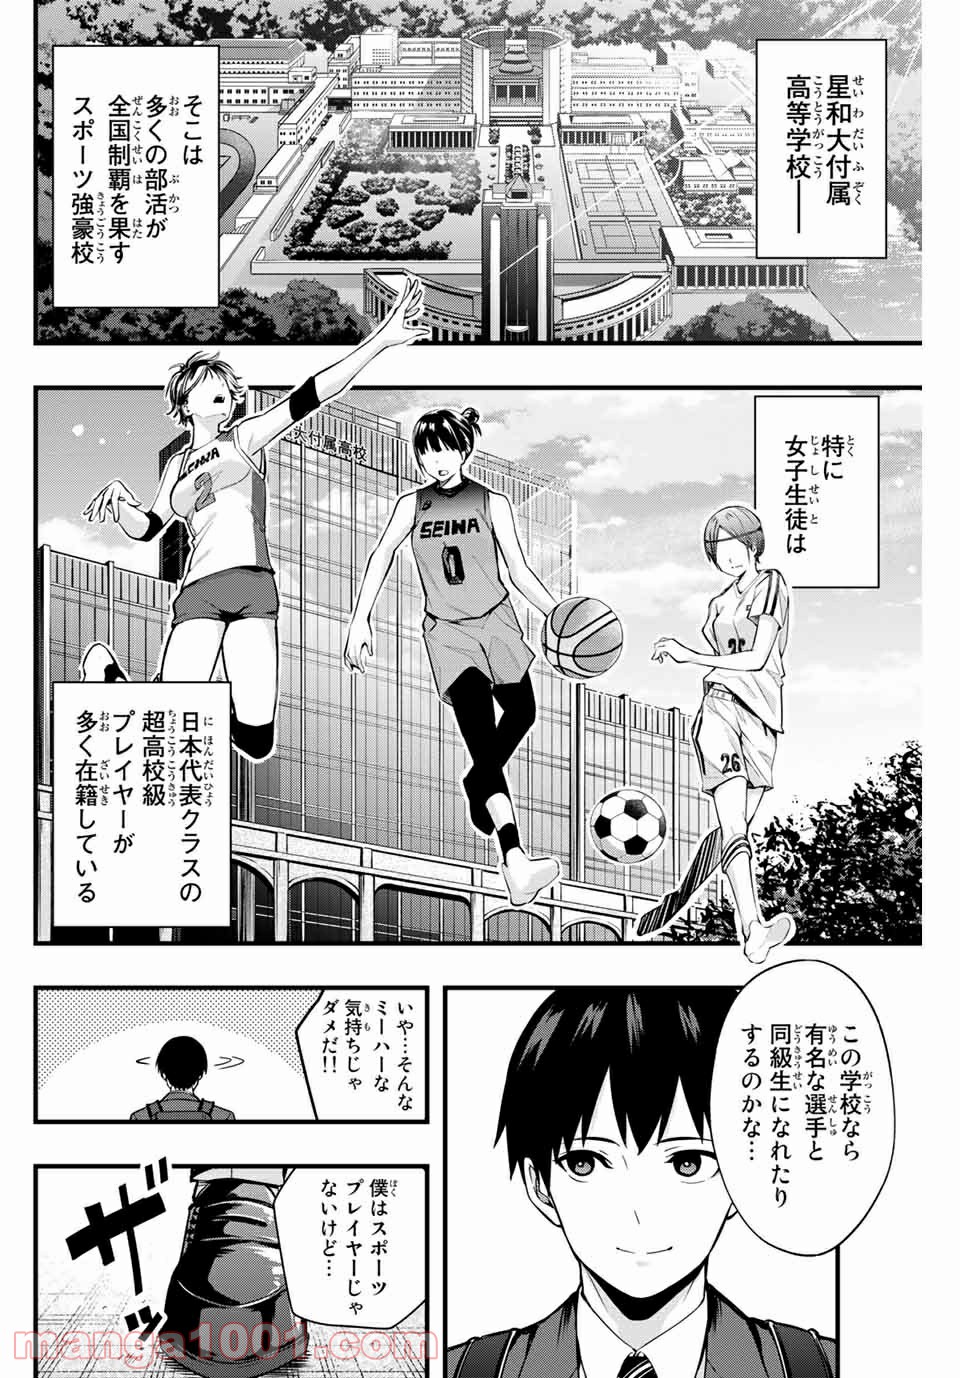 星和大付属
高等学校――
そこは
多くの部活が
全国制覇を果す
スポーツ強豪校
特に
女子生徒は
大付属高校
SEIWA
2
SEIWA
0
26
26
日本代表クラスの
超高校級
プレイヤーが
多く在籍している
この学校なら
有名な選手と
同級生になれたり
するのかな…
いや…そんな
ミーハーな
気持ちじゃ
ダメだ!!
僕はスポーツ
プレイヤーじゃ
ないけど…
ザッ
manga1001.com